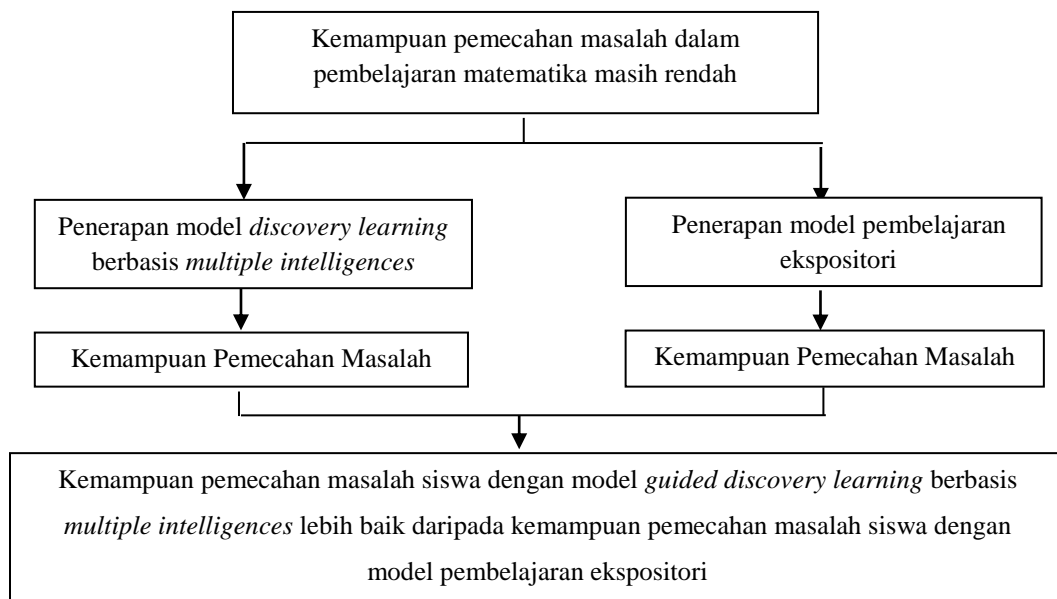 Kemampuan pemecahan masalah dalam
pembelajaran matematika masih rendah
Penerapan model discovery learning
berbasis multiple intelligences
Penerapan model pembelajaran
ekspositori
Kemampuan Pemecahan Masalah
Kemampuan Pemecahan Masalah
Kemampuan pemecahan masalah siswa dengan model guided discovery learning berbasis
multiple intelligences lebih baik daripada kemampuan pemecahan masalah siswa dengan
model pembelajaran ekspositori